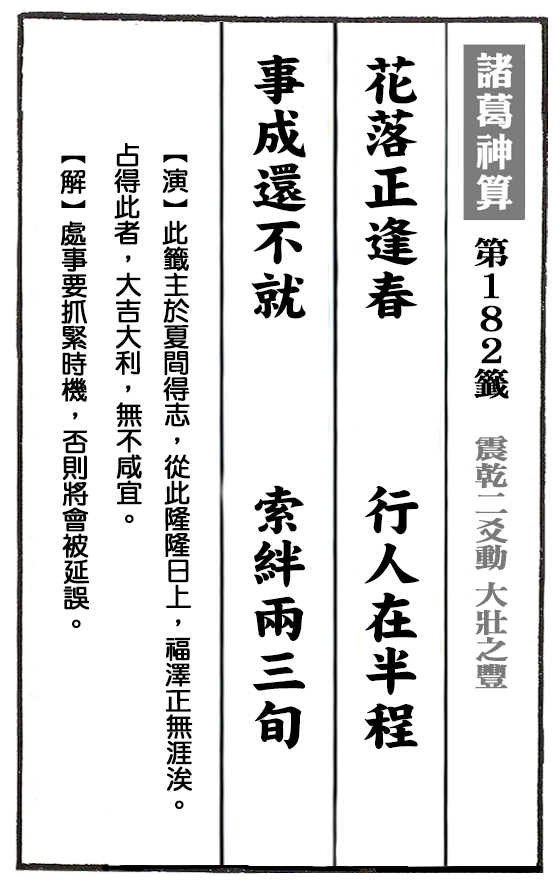 諸葛神算 第182籤 震乾二爻動 大壯之豐
花落正逢春 行人在半程
事成還不就 索絆兩三旬
【演】此籤主於夏間得志，從此隆隆日上，福澤正無涯涘。
占得此者，大吉大利，無不咸宜。
【解】處事要抓緊時機，否則將會被延誤。